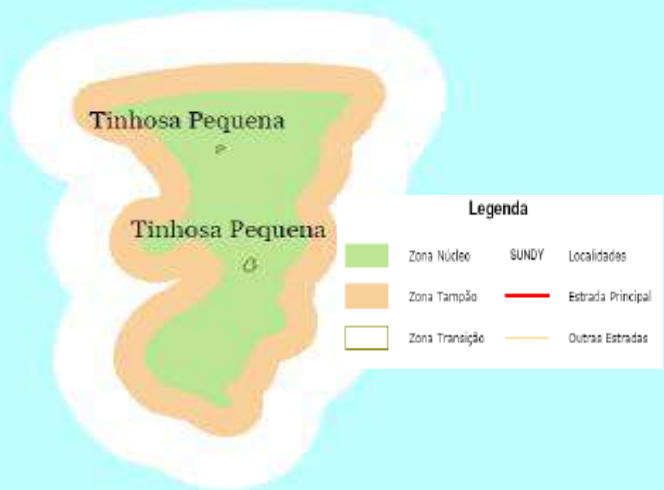 Tinhosa Pequena
Tinhosa Pequena
Legenda
Zona Núcleo SUNDY Localidades
Zona Tampão Estrada Principal
Zona Transição Outras Estradas